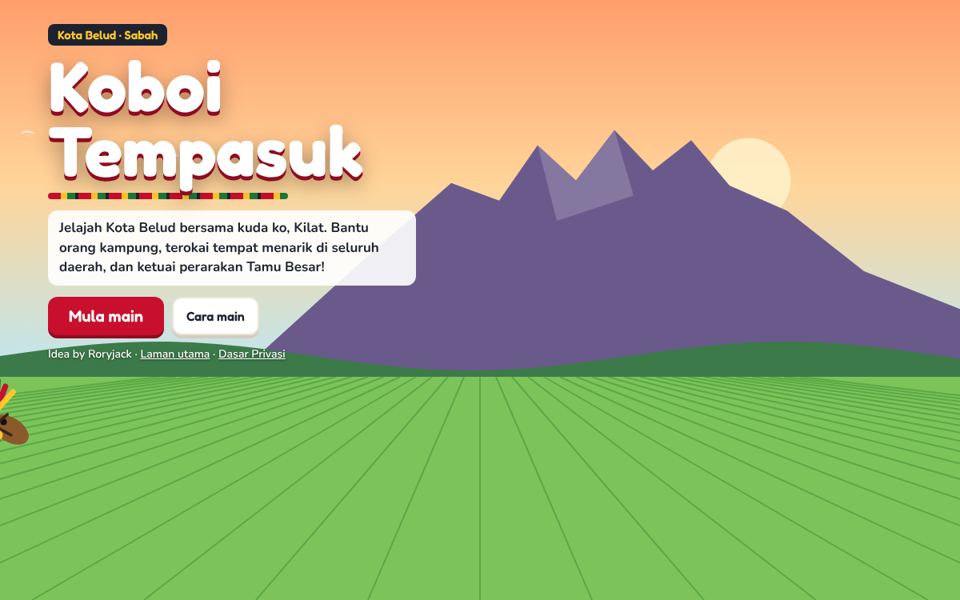 Kota Belud · Sabah
Koboi
Tempasuk
Jelajah Kota Belud bersama kuda ko, Kilat. Bantu
orang kampung, terokai tempat menarik di seluruh
daerah, dan ketuai perarakan Tamu Besar!
Mula main
Cara main
Idea by Roryjack · Laman utama · Dasar Privasi